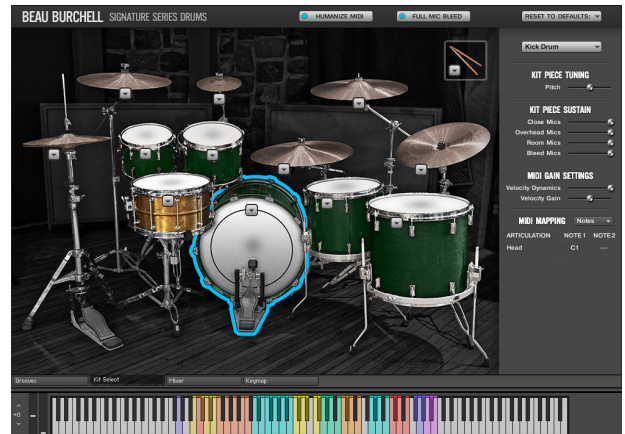 BEAU BURCHELL SIGNATURE SERIES DRUMS
HUMANIZE MIDI
FULL MIC BLEED
RESET TO DEFAULTS:
Kick Drum
KIT PIECE TUNING
Pitch
KIT PIECE SUSTAIN
Close Mics
Overhead Mics
Room Mics
Bleed Mics
MIDI GAIN SETTINGS
Velocity Dynamics
Velocity Gain
MIDI MAPPING Notes
ARTICULATION NOTE 1 NOTE 2
Head C1 ---
Grooves Kit Select Mixer Keymap
+0